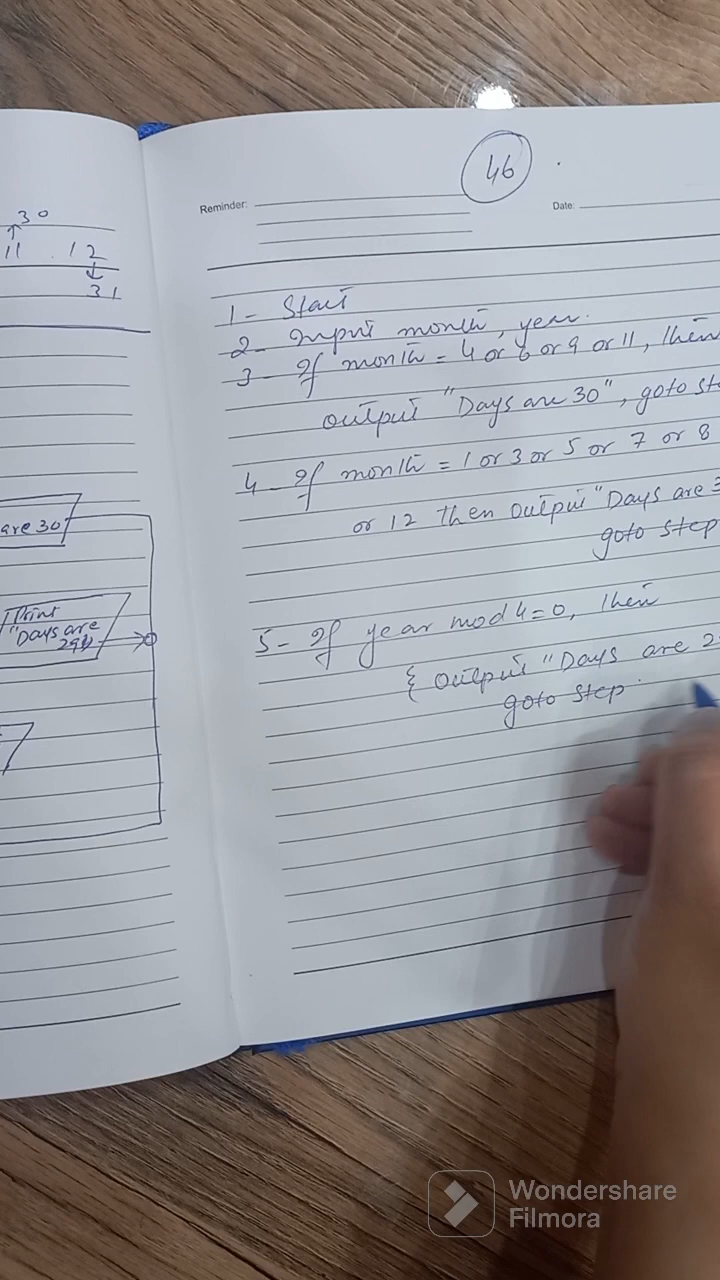 30
↑
11 12
↓
31
are 30
Print
"Days are
29"
46
Reminder:
Date:
1- Start
2- Input month, year.
3- If month = 4 or 6 or 9 or 11, then
output "Days are 30", goto
4- If month = 1 or 3 or 5 or 7 or 8
or 12 then output "Days are 3
goto step
5- If year mod 4=0, then
{ output "Days are 2
goto step
Wondershare
Filmora